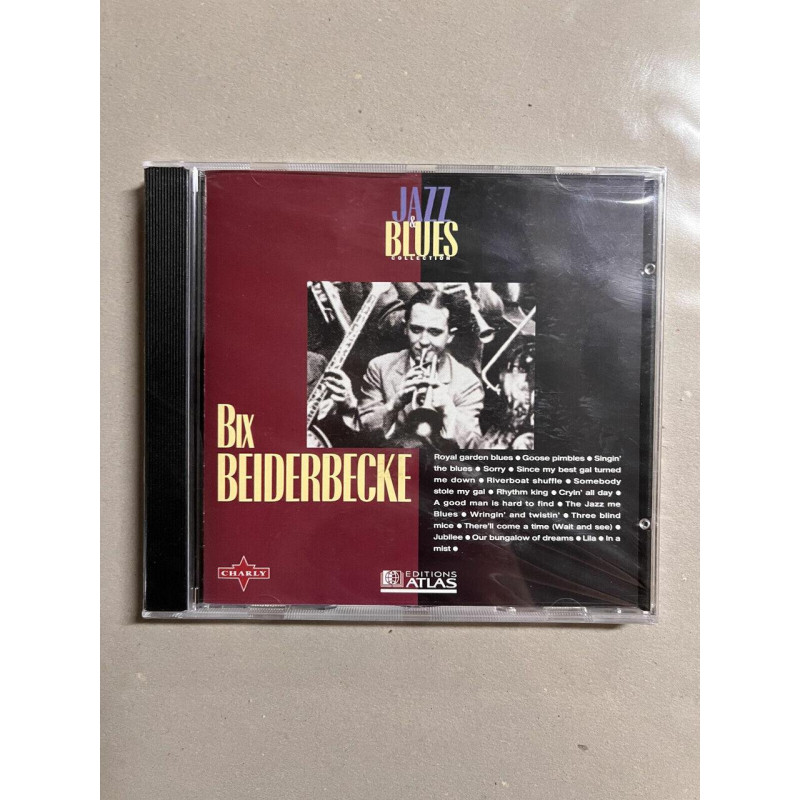 JAZZ
&
BLUES
COLLECTION
BIX
BEIDERBECKE
Royal garden blues ● Goose pimbles ● Singin'
the blues ● Sorry ● Since my best gal turned
me down ● Riverboat shuffle ● Somebody
stole my gal ● Rhythm king ● Cryin' all day ●
A good man is hard to find ● The Jazz me
Blues ● Wringin' and twistin' ● Three blind
mice ● There'll come a time (Wait and see) ●
Jubilee ● Our bungalow of dreams ● Lila ● In a
mist ●
CHARLY
EDITIONS
ATLAS